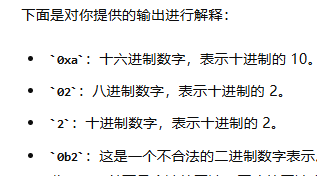 下面是对你提供的输出进行解释：
• `0xa`：十六进制数字，表示十进制的 10。
• `02`：八进制数字，表示十进制的 2。
• `2`：十进制数字，表示十进制的 2。
• `0b2`：这是一个不合法的二进制数字表示